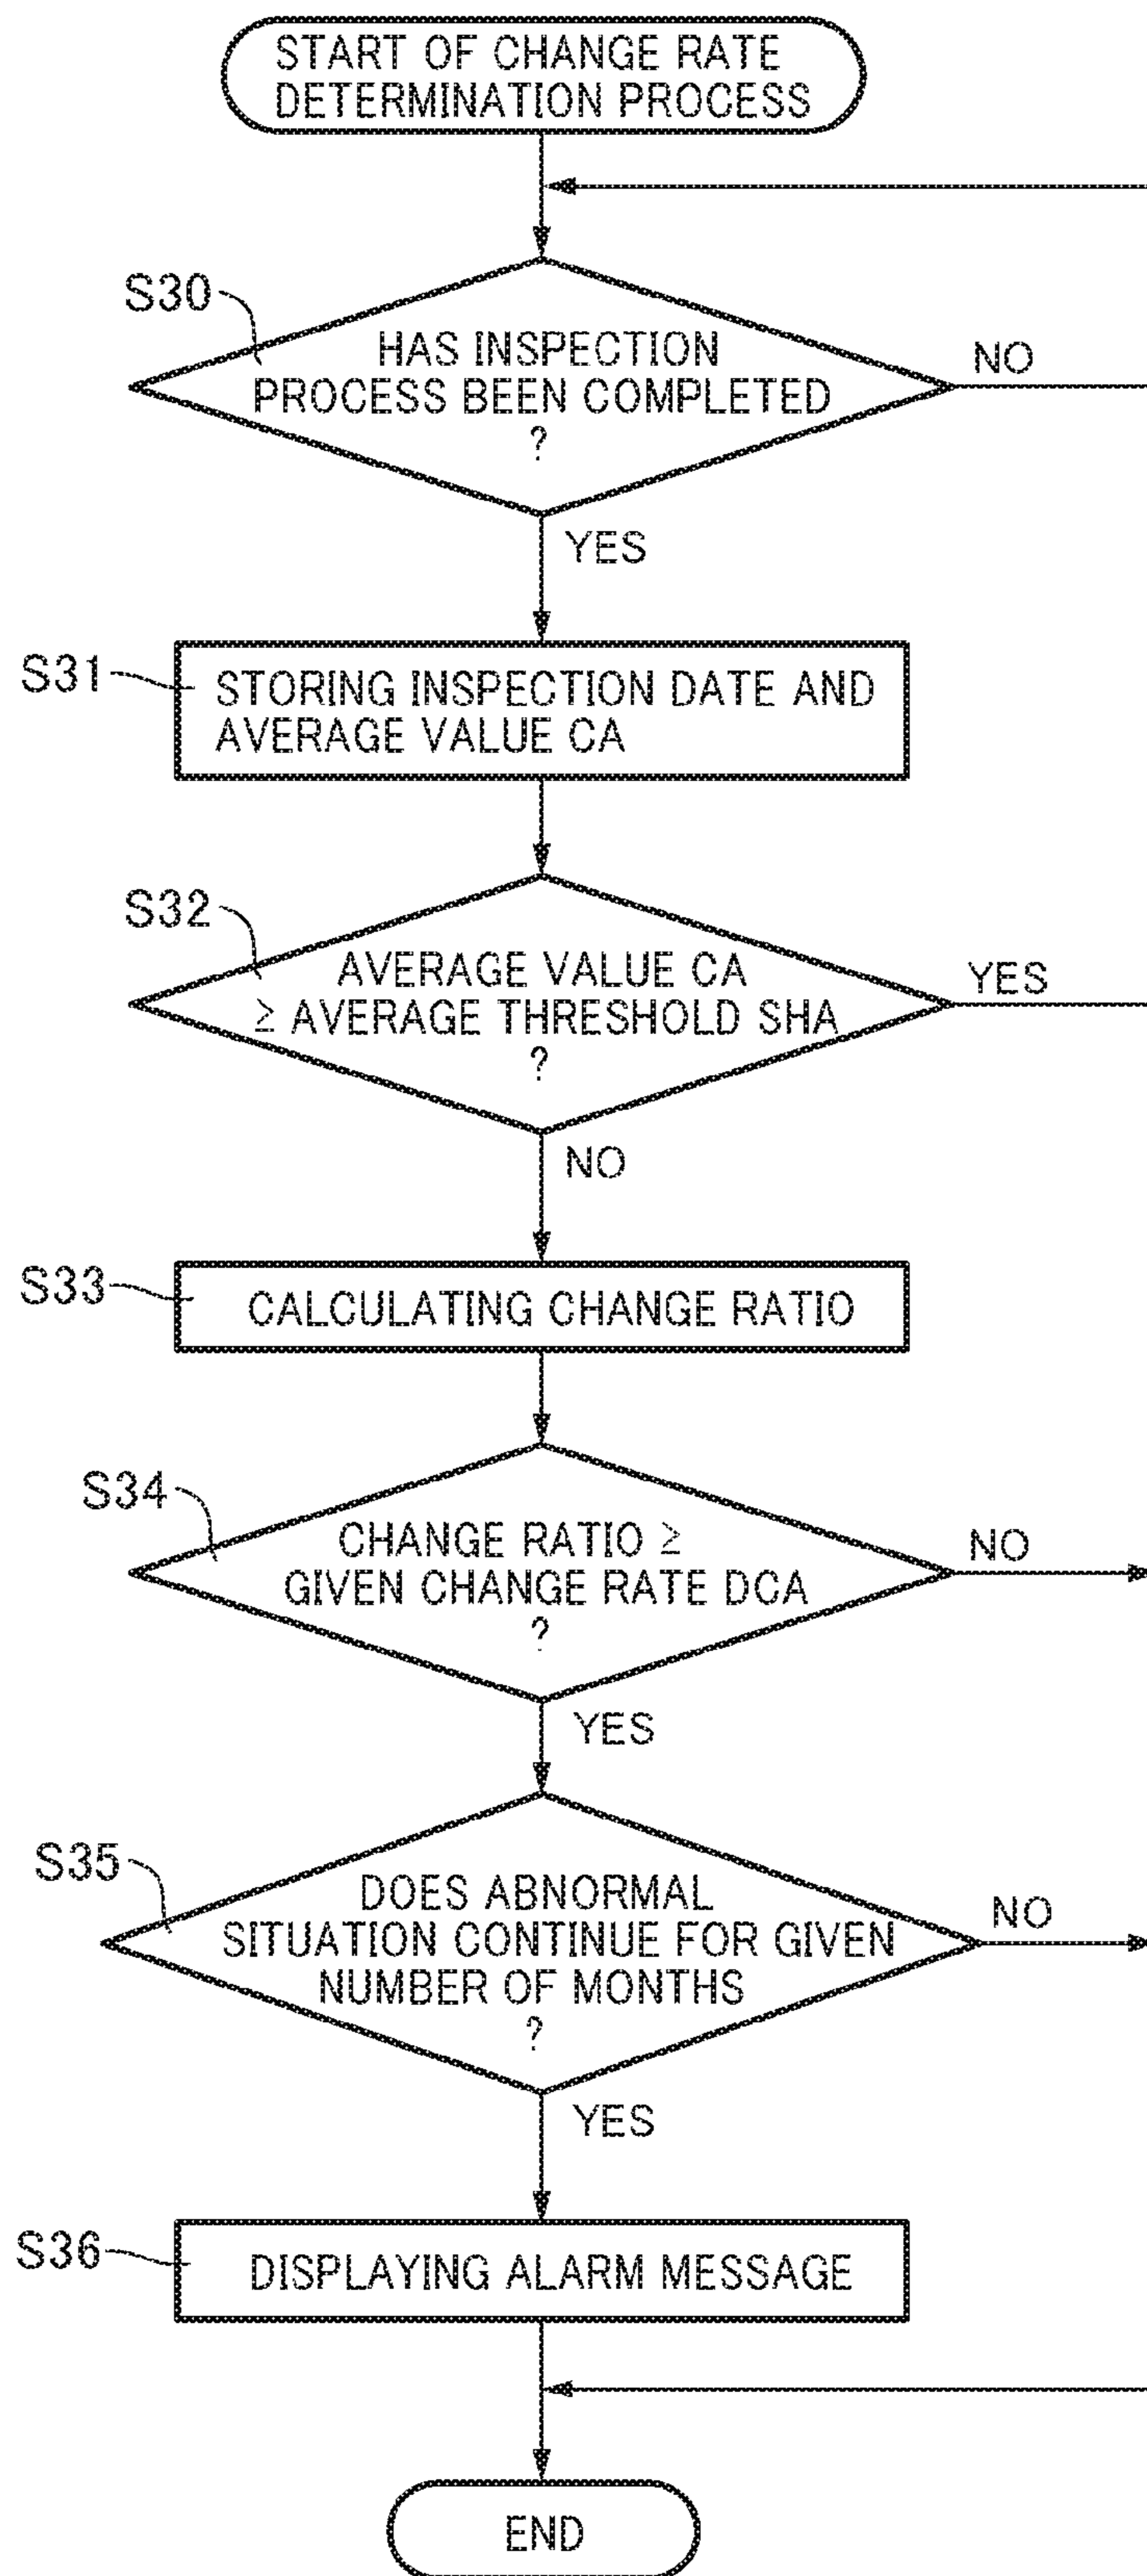 START OF CHANGE RATE
DETERMINATION PROCESS
S30
HAS INSPECTION
PROCESS BEEN COMPLETED
?
NO
YES
S31
STORING INSPECTION DATE AND
AVERAGE VALUE CA
S32
AVERAGE VALUE CA
≥ AVERAGE THRESHOLD SHA
?
YES
NO
S33
CALCULATING CHANGE RATIO
S34
CHANGE RATIO ≥
GIVEN CHANGE RATE DCA
?
NO
YES
S35
DOES ABNORMAL
SITUATION CONTINUE FOR GIVEN
NUMBER OF MONTHS
?
NO
YES
S36
DISPLAYING ALARM MESSAGE
END